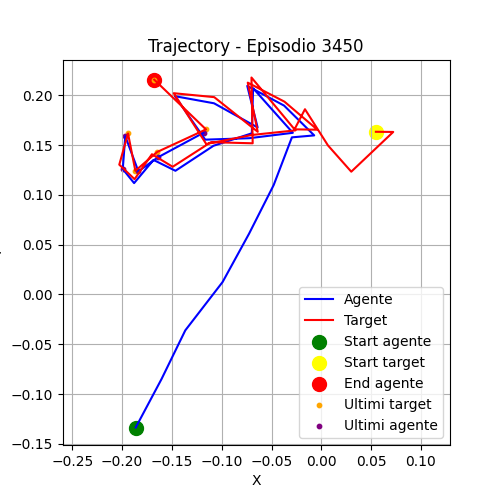 Trajectory - Episodio 3450
0.20
0.15
0.10
0.05
0.00
−0.05
−0.10
−0.15
−0.25 −0.20 −0.15 −0.10 −0.05 0.00 0.05 0.10
X
Agente
Target
Start agente
Start target
End agente
Ultimi target
Ultimi agente